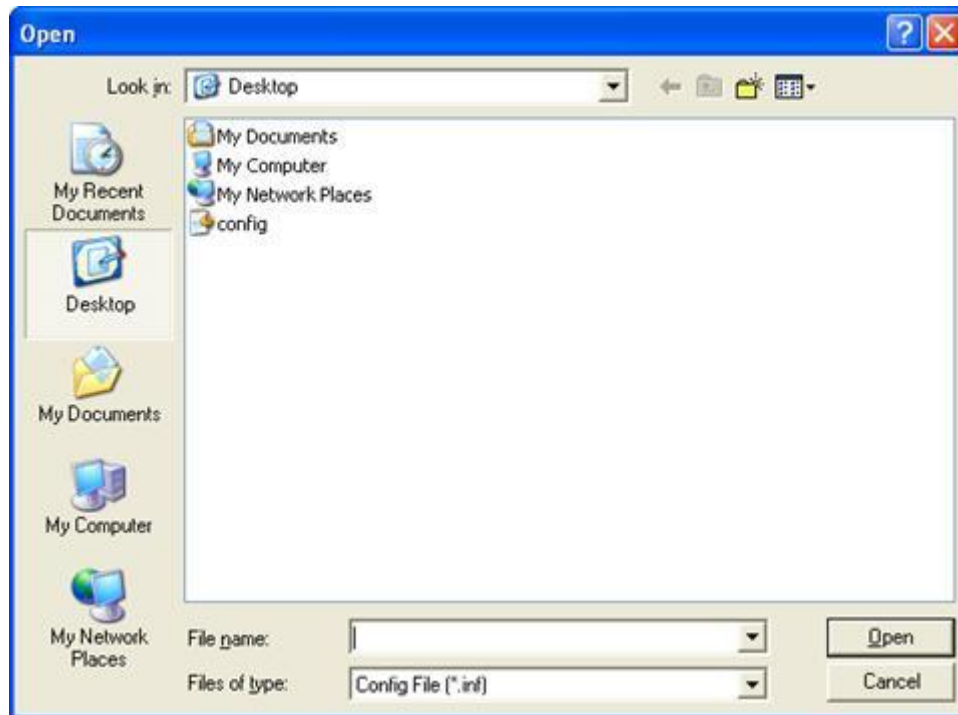 Open
Look in: Desktop
My Recent
Documents
Desktop
My Documents
My Computer
My Network
Places
My Documents
My Computer
My Network Places
config
File name:
Open
Files of type: Config File (*.inf)
Cancel